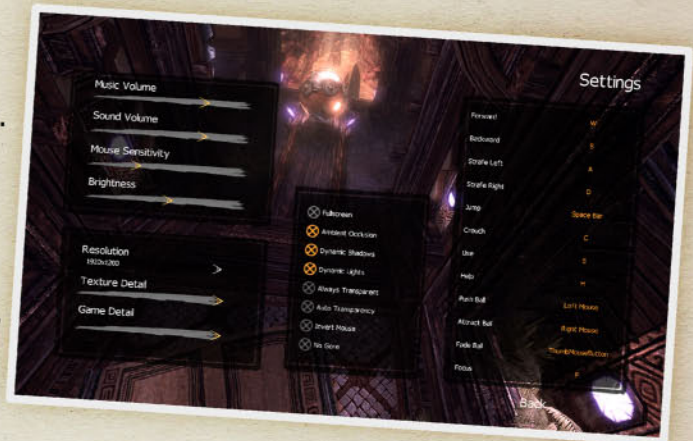 Settings
Music Volume
Sound Volume
Mouse Sensitivity
Brightness
Resolution
1920x1200
Texture Detail
Game Detail
Fullscreen
Ambient Occlusion
Dynamic Shadows
Dynamic Lights
Always Transparent
Auto Transparency
Invert Mouse
No Gore
Forward W
Backward S
Strafe Left A
Strafe Right D
Jump Space Bar
Crouch C
Use
Help H
Push Ball Left Mouse
Attract Ball Right Mouse
Fade Ball ThumbMouseButton
Focus F
Back